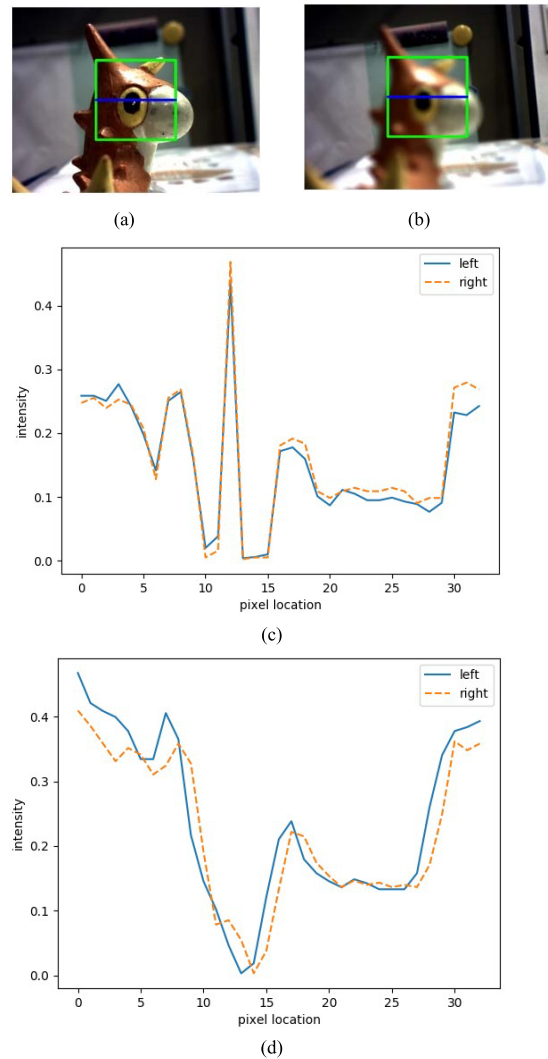 (a) (b)
left
right
0.4
0.3
0.2
0.1
0.0
intensity
0 5 10 15 20 25 30
pixel location
(c)
left
right
0.4
0.3
0.2
0.1
0.0
intensity
0 5 10 15 20 25 30
pixel location
(d)